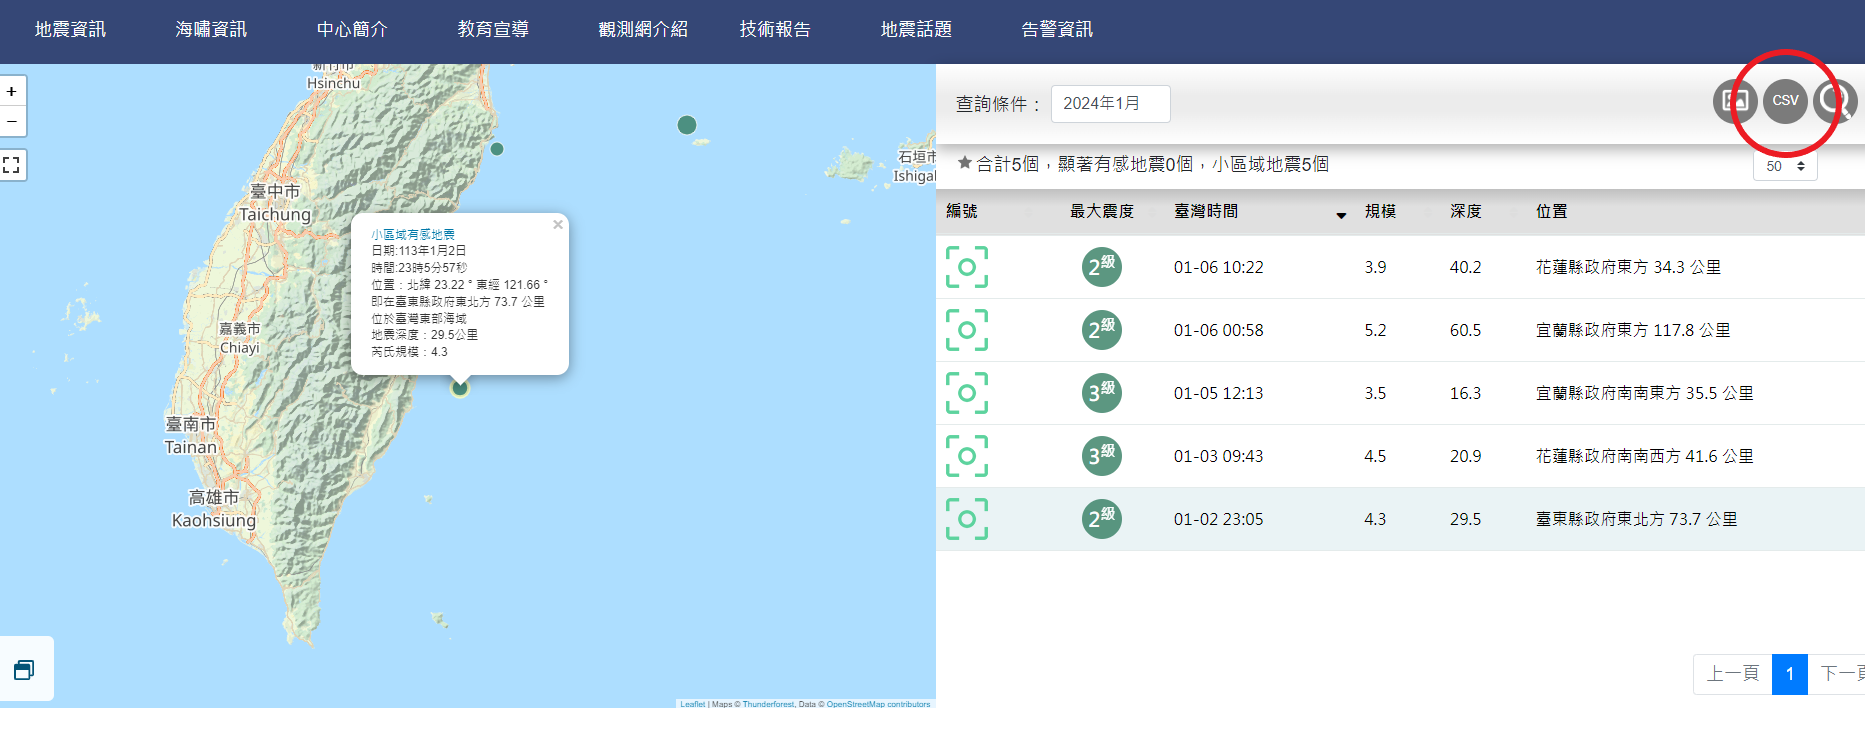 地震資訊 海嘯資訊 中心簡介 教育宣導 觀測網介紹 技術報告 地震話題 告警資訊
新竹市
Hsinchu
+
−
臺中市
Taichung
石垣市
Ishigal
小區域有感地震
×
日期:113年1月2日
時間:23時5分57秒
位置：北緯 23.22 ° 東經 121.66 °
即在臺東縣政府東北方 73.7 公里
位於臺灣東部海域
地震深度：29.5公里
芮氏規模：4.3
嘉義市
Chiayi
臺南市
Tainan
高雄市
Kaohsiung
Leaflet | Maps © Thunderforest, Data © OpenStreetMap contributors
查詢條件： 2024年1月
CSV
★合計5個，顯著有感地震0個，小區域地震5個
50
編號 最大震度 臺灣時間 規模 深度 位置
2級 01-06 10:22 3.9 40.2 花蓮縣政府東方 34.3 公里
2級 01-06 00:58 5.2 60.5 宜蘭縣政府東方 117.8 公里
3級 01-05 12:13 3.5 16.3 宜蘭縣政府南南東方 35.5 公里
3級 01-03 09:43 4.5 20.9 花蓮縣政府南南西方 41.6 公里
2級 01-02 23:05 4.3 29.5 臺東縣政府東北方 73.7 公里
上一頁 1 下一頁